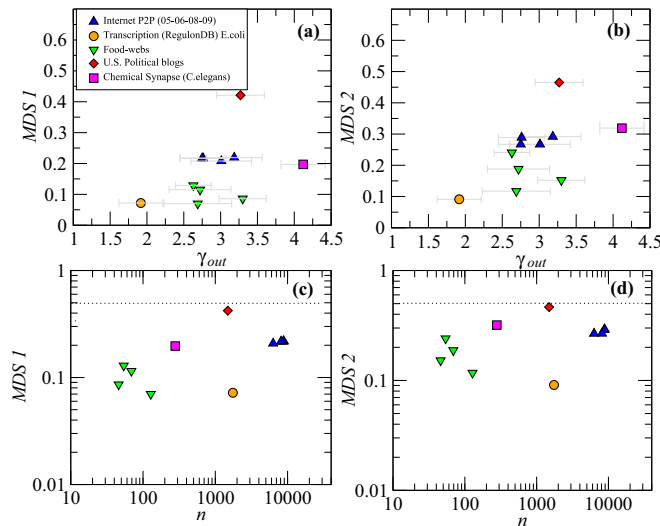 Internet P2P (05-06-08-09)
Transcription (RegulonDB) E.coli
Food-webs
U.S. Political blogs
Chemical Synapse (C.elegans)
(a)
MDS 1
0.6
0.5
0.4
0.3
0.2
0.1
0
1 1.5 2 2.5 3 3.5 4 4.5
γout
(b)
MDS 2
0.6
0.5
0.4
0.3
0.2
0.1
0
1 1.5 2 2.5 3 3.5 4 4.5
γout
(c)
MDS 1
1
0.1
0.01
10 100 1000 10000
n
(d)
MDS 2
1
0.1
0.01
10 100 1000 10000
n